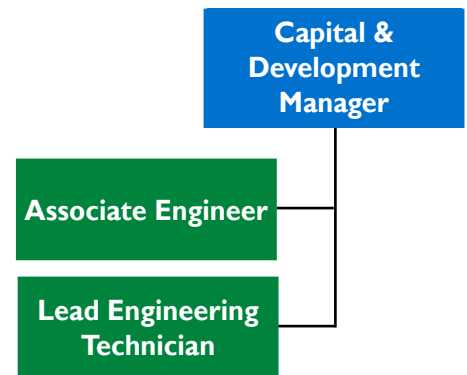 Capital &
Development
Manager
Associate Engineer
Lead Engineering
Technician